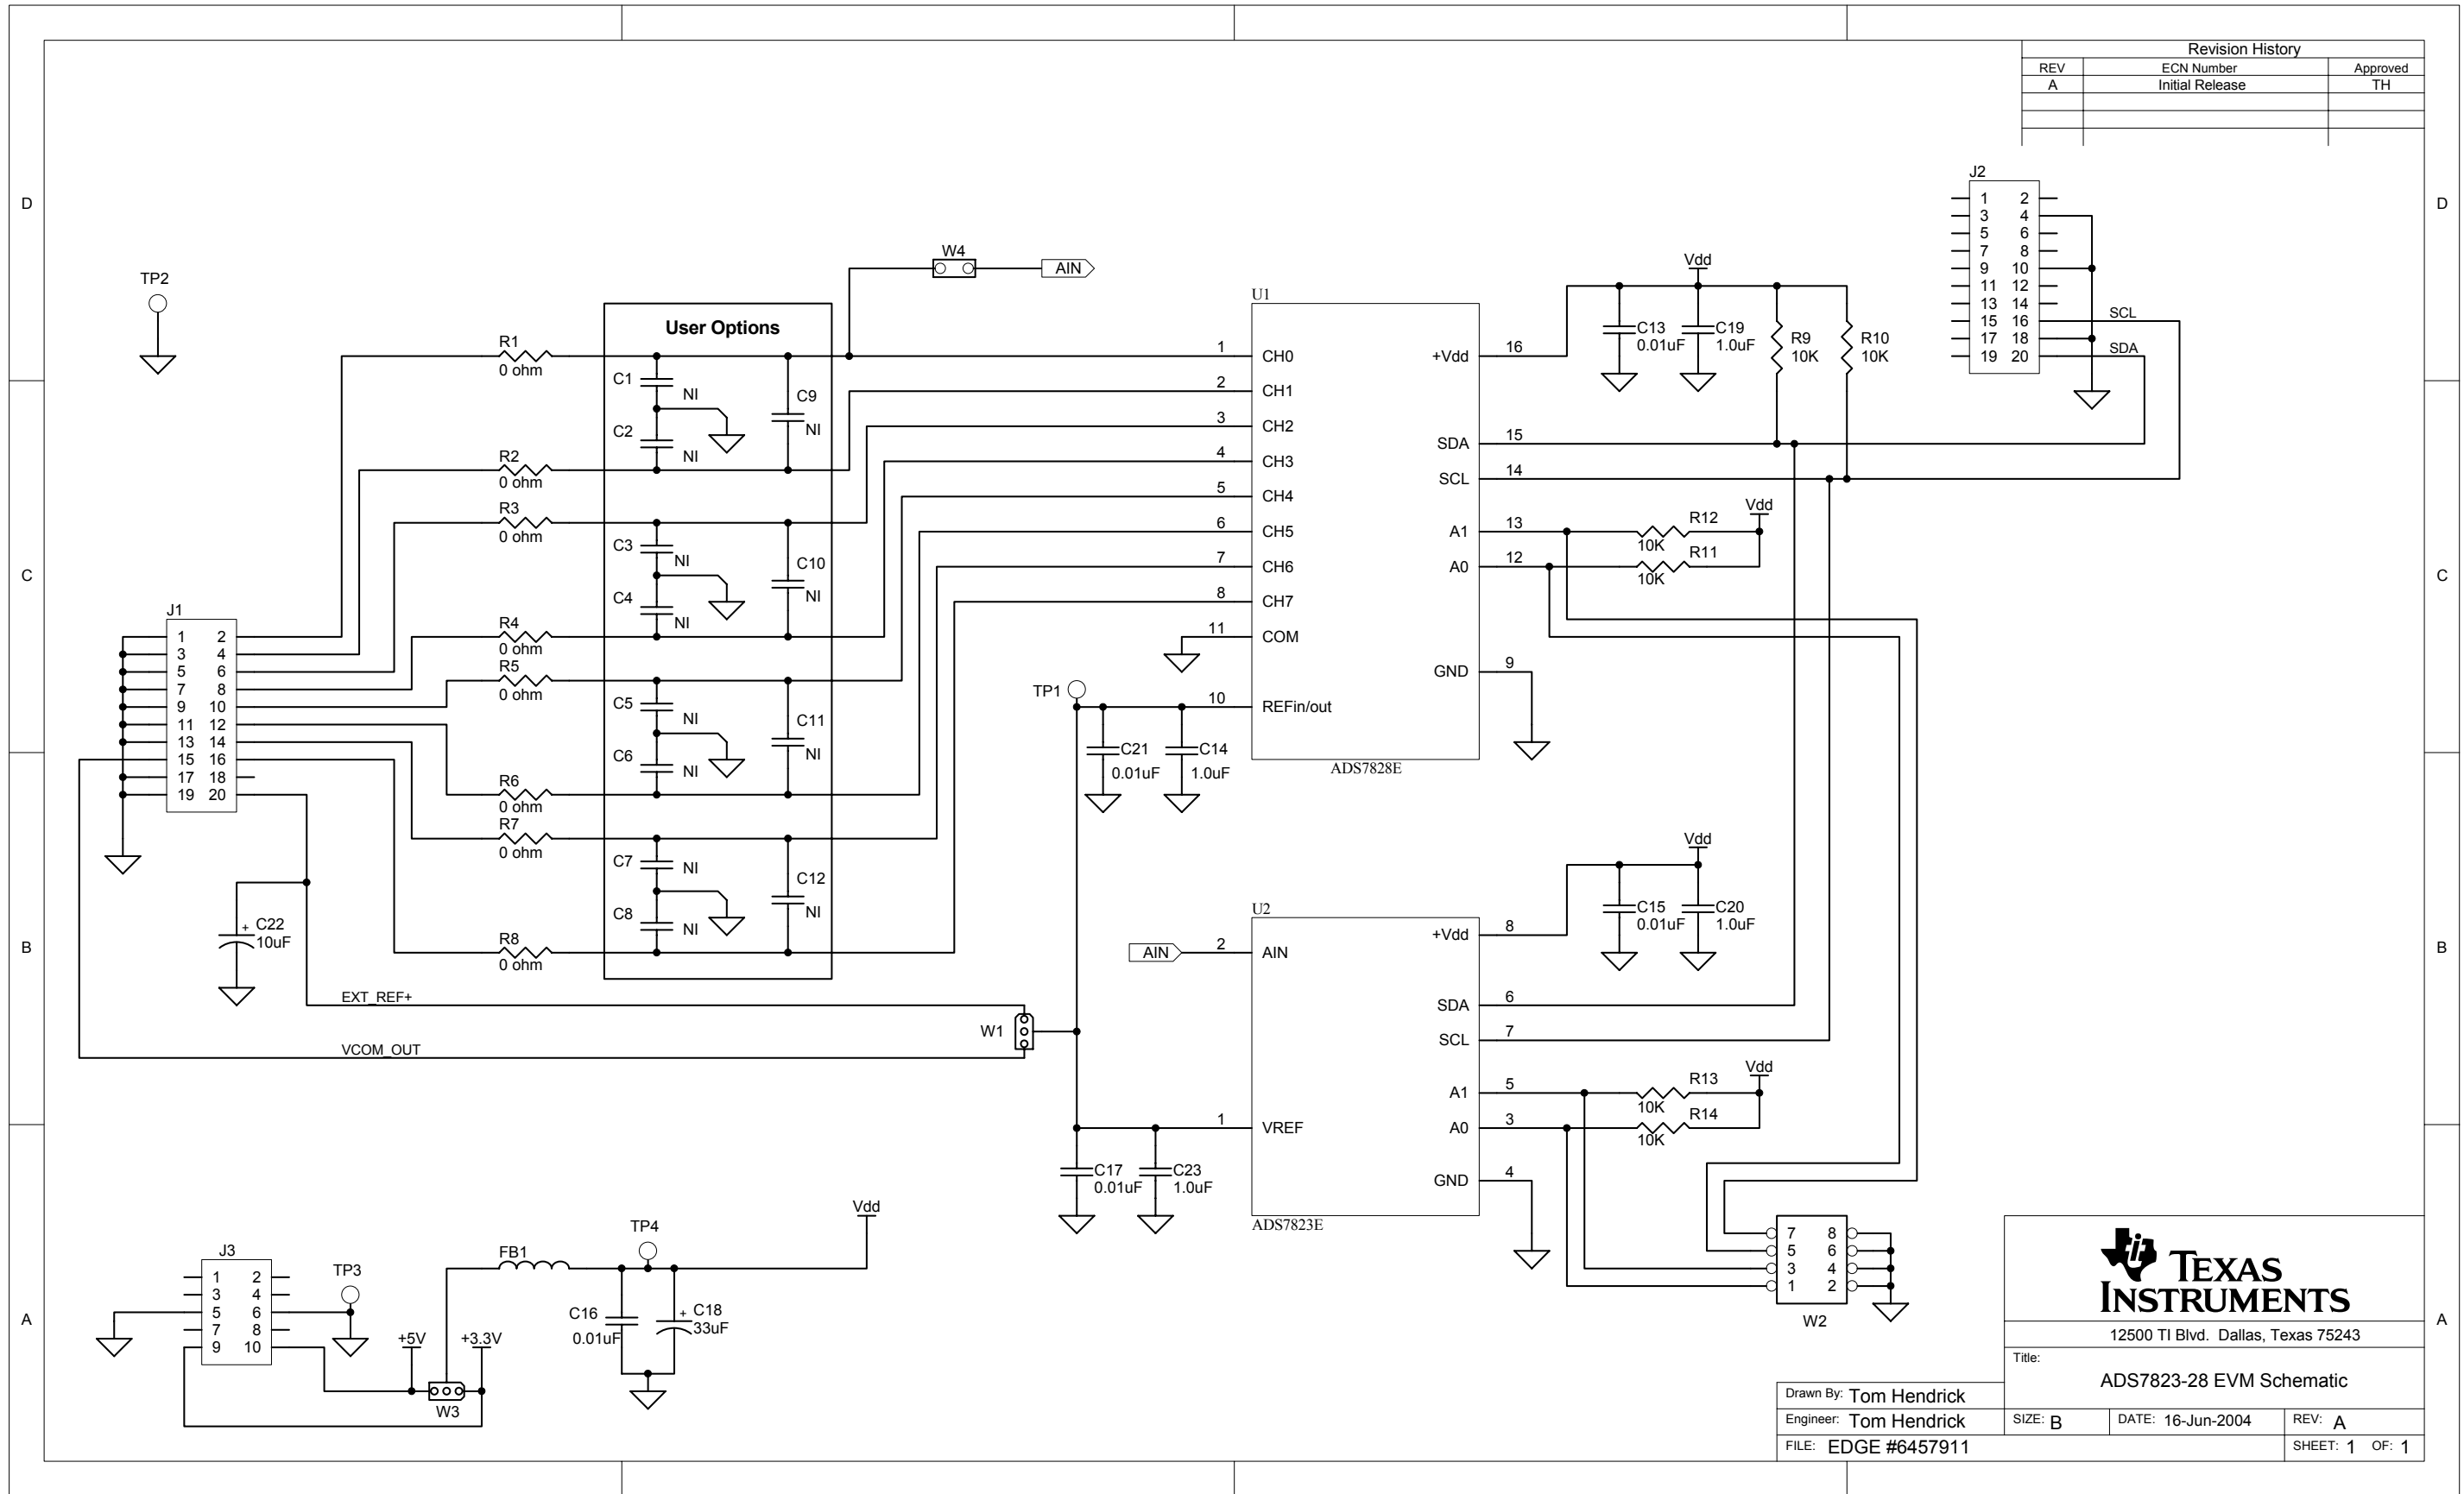 Revision History
REV ECN Number Approved
A Initial Release TH
D
D
C
C
B
B
A
A
J2
1 2
3 4
5 6
7 8
9 10
11 12
13 14
15 16
17 18
19 20
SCL
SDA
TP2
W4
AIN
User Options
R1
0 ohm
R2
0 ohm
R3
0 ohm
R4
0 ohm
R5
0 ohm
R6
0 ohm
R7
0 ohm
R8
0 ohm
C1
NI
C2
NI
C9
NI
C3
NI
C4
NI
C10
NI
C5
NI
C6
NI
C11
NI
C7
NI
C8
NI
C12
NI
J1
1 2
3 4
5 6
7 8
9 10
11 12
13 14
15 16
17 18
19 20
C22
+
10uF
EXT_REF+
VCOM_OUT
W1
TP1
C21
0.01uF
C14
1.0uF
U1
1 CH0
2 CH1
3 CH2
4 CH3
5 CH4
6 CH5
7 CH6
8 CH7
11 COM
10 REFin/out
+Vdd 16
SDA 15
SCL 14
A1 13
A0 12
GND 9
ADS7828E
Vdd
C13
0.01uF
C19
1.0uF
R9
10K
R10
10K
Vdd
R12
10K
R11
10K
U2
AIN
2 AIN
1 VREF
+Vdd 8
SDA 6
SCL 7
A1 5
A0 3
GND 4
ADS7823E
Vdd
C15
0.01uF
C20
1.0uF
Vdd
R13
10K
R14
10K
C17
0.01uF
C23
1.0uF
7 8
5 6
3 4
1 2
W2
J3
1 2
3 4
5 6
7 8
9 10
TP3
+5V
+3.3V
W3
FB1
TP4
Vdd
C16
0.01uF
C18
+
33uF
TEXAS
INSTRUMENTS
12500 TI Blvd. Dallas, Texas 75243
Title:
ADS7823-28 EVM Schematic
Drawn By: Tom Hendrick
Engineer: Tom Hendrick
SIZE: B DATE: 16-Jun-2004 REV: A
FILE: EDGE #6457911
SHEET: 1 OF: 1